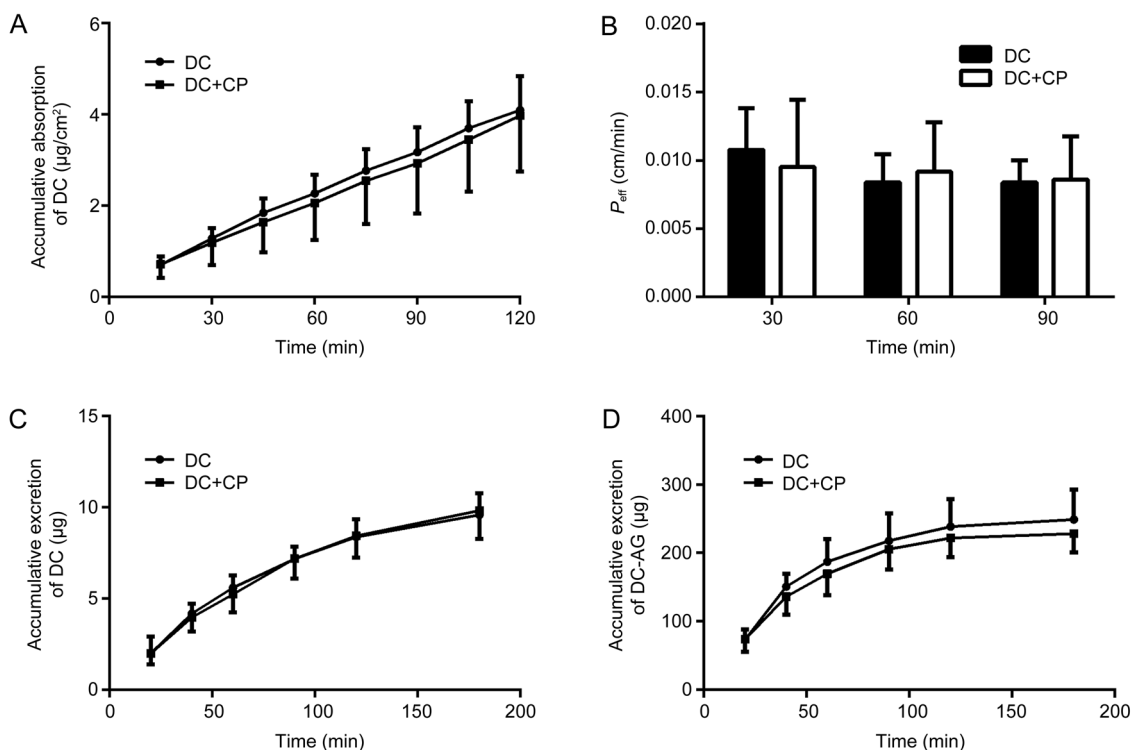 A
Accumulative absorption
of DC (µg/cm²)
6
4
2
0
DC
DC+CP
0 30 60 90 120
Time (min)
B
Peff (cm/min)
0.020
0.015
0.010
0.005
0.000
DC
DC+CP
30 60 90
Time (min)
C
Accumulative excretion
of DC (µg)
15
10
5
0
DC
DC+CP
0 50 100 150 200
Time (min)
D
Accumulative excretion
of DC-AG (µg)
400
300
200
100
0
DC
DC+CP
0 50 100 150 200
Time (min)